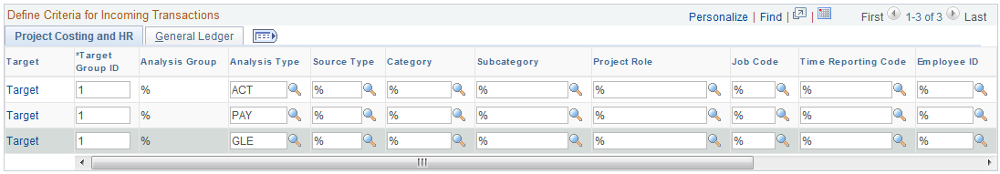 Define Criteria for Incoming Transactions
Personalize | Find | First 1-3 of 3 Last
Project Costing and HR General Ledger
Target *Target Group ID Analysis Group Analysis Type Source Type Category Subcategory Project Role Job Code Time Reporting Code Employee ID
Target 1 % ACT % % % % % % %
Target 1 % PAY % % % % % % %
Target 1 % GLE % % % % % % %